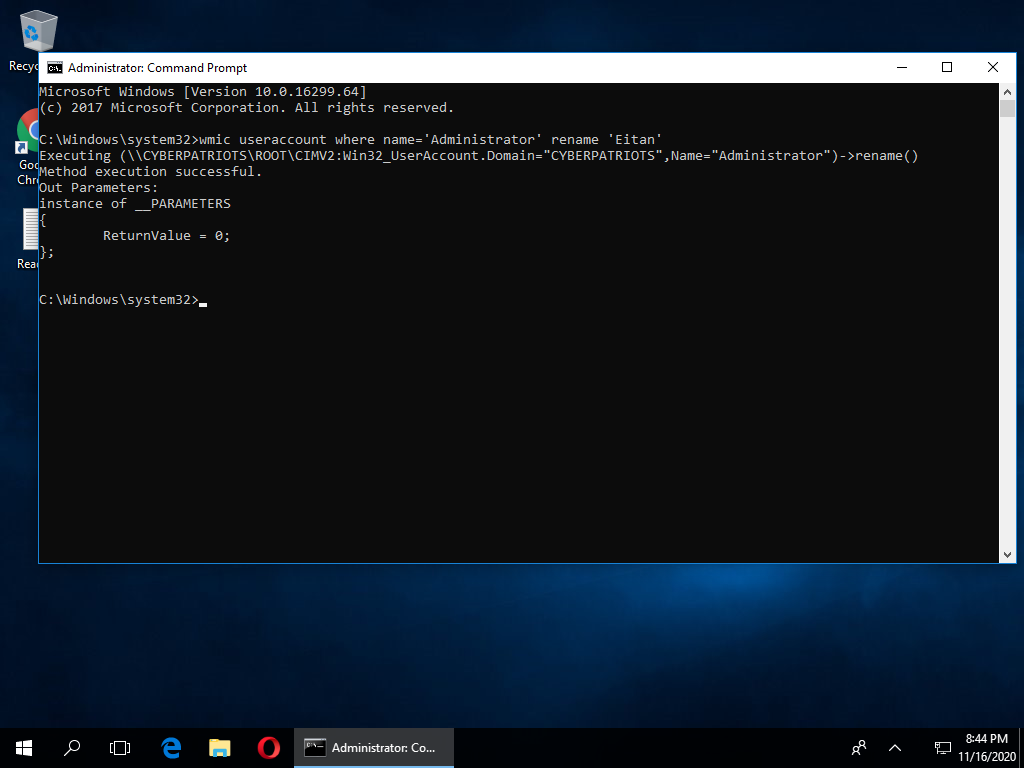 Recyc
Administrator: Command Prompt
Microsoft Windows [Version 10.0.16299.64]
(c) 2017 Microsoft Corporation. All rights reserved.
C:\Windows\system32>wmic useraccount where name='Administrator' rename 'Eitan'
Executing (\\CYBERPATRIOTS\ROOT\CIMV2:Win32_UserAccount.Domain="CYBERPATRIOTS",Name="Administrator")->rename()
Method execution successful.
Out Parameters:
instance of __PARAMETERS
{
        ReturnValue = 0;
};
C:\Windows\system32>
Goo
Chr
Rea
Administrator: Co...
8:44 PM
11/16/2020